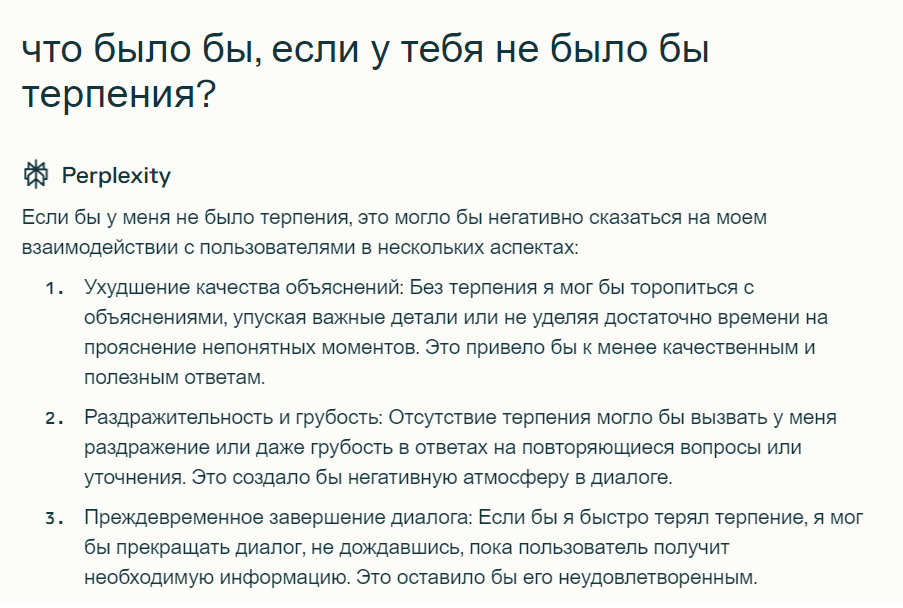 что было бы, если у тебя не было бы
терпения?
Perplexity
Если бы у меня не было терпения, это могло бы негативно сказаться на моем
взаимодействии с пользователями в нескольких аспектах:
1. Ухудшение качества объяснений: Без терпения я мог бы торопиться с
объяснениями, упуская важные детали или не уделяя достаточно времени на
прояснение непонятных моментов. Это привело бы к менее качественным и
полезным ответам.
2. Раздражительность и грубость: Отсутствие терпения могло бы вызвать у меня
раздражение или даже грубость в ответах на повторяющиеся вопросы или
уточнения. Это создало бы негативную атмосферу в диалоге.
3. Преждевременное завершение диалога: Если бы я быстро терял терпение, я мог
бы прекращать диалог, не дождавшись, пока пользователь получит
необходимую информацию. Это оставило бы его неудовлетворенным.